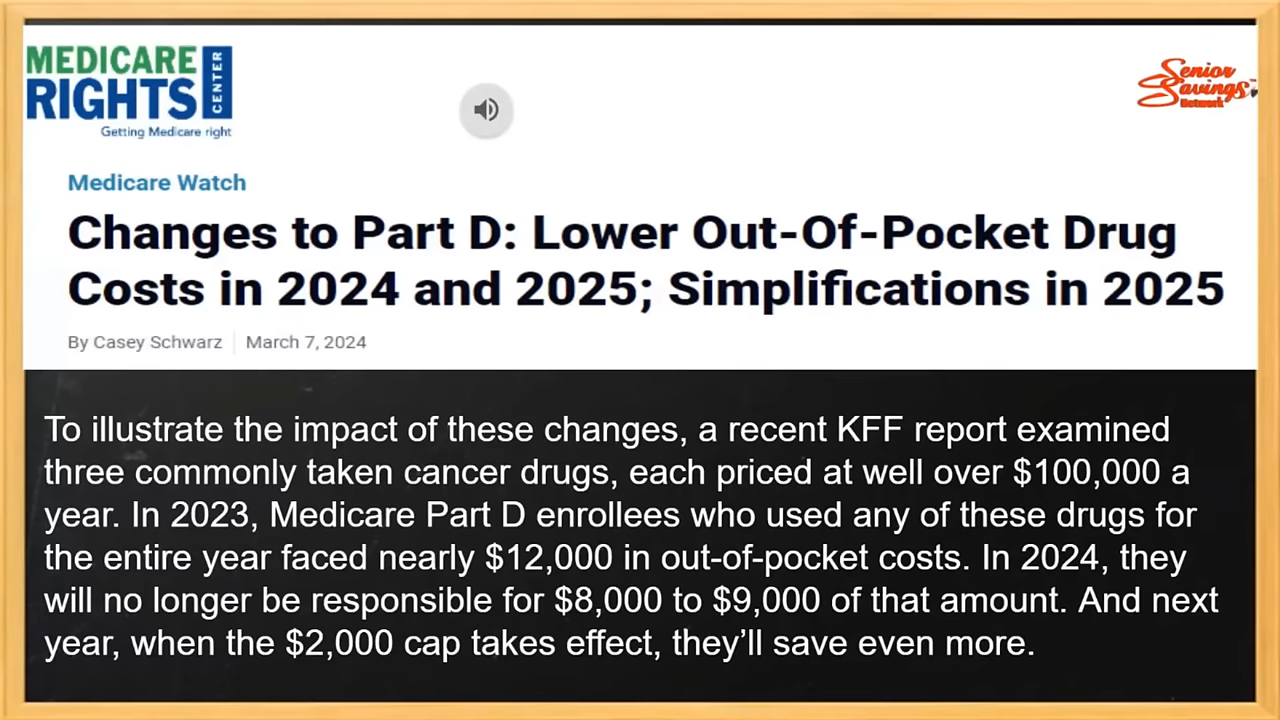 MEDICARE
RIGHTS
CENTER
Getting Medicare right
Senior
Savings
Network
Medicare Watch
Changes to Part D: Lower Out-Of-Pocket Drug
Costs in 2024 and 2025; Simplifications in 2025
By Casey Schwarz March 7, 2024
To illustrate the impact of these changes, a recent KFF report examined
three commonly taken cancer drugs, each priced at well over $100,000 a
year. In 2023, Medicare Part D enrollees who used any of these drugs for
the entire year faced nearly $12,000 in out-of-pocket costs. In 2024, they
will no longer be responsible for $8,000 to $9,000 of that amount. And next
year, when the $2,000 cap takes effect, they’ll save even more.